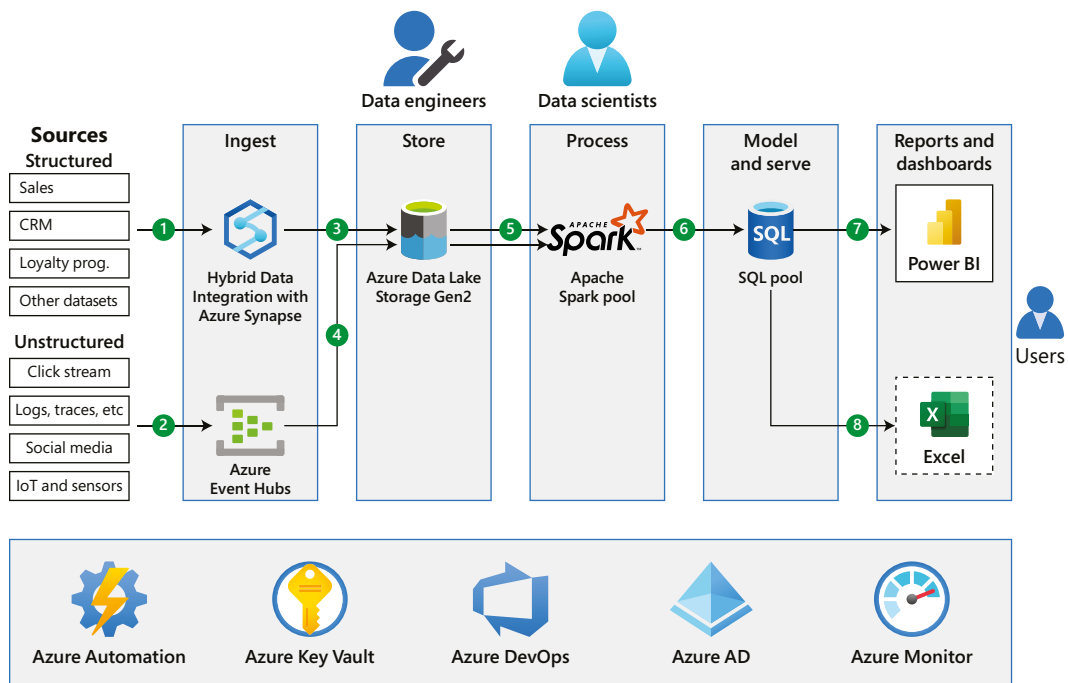 Data engineers
Data scientists
Sources
Structured
Sales
CRM
Loyalty prog.
Other datasets
Unstructured
Click stream
Logs, traces, etc
Social media
IoT and sensors
1
2
Ingest
Hybrid Data
Integration with
Azure Synapse
Azure
Event Hubs
3
4
Store
Azure Data Lake
Storage Gen2
5
Process
APACHE
Spark
Apache
Spark pool
6
Model
and serve
SQL
SQL pool
7
8
Reports and
dashboards
Power BI
X
Excel
Users
Azure Automation
Azure Key Vault
Azure DevOps
Azure AD
Azure Monitor